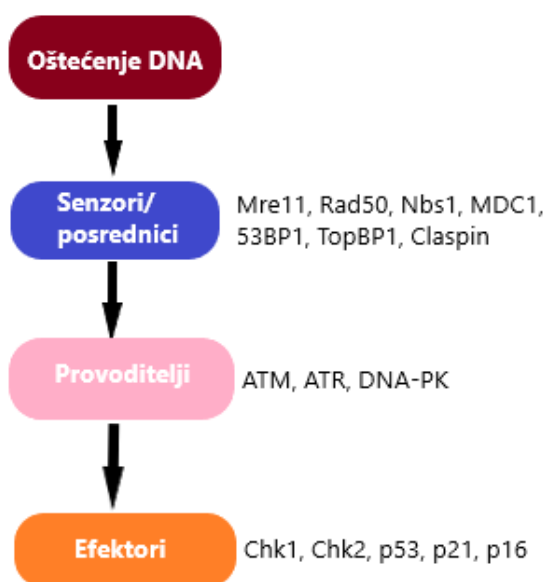 Oštećenje DNA
Senzori/
posrednici
Mre11, Rad50, Nbs1, MDC1,
53BP1, TopBP1, Claspin
Provoditelji
ATM, ATR, DNA-PK
Efektori
Chk1, Chk2, p53, p21, p16